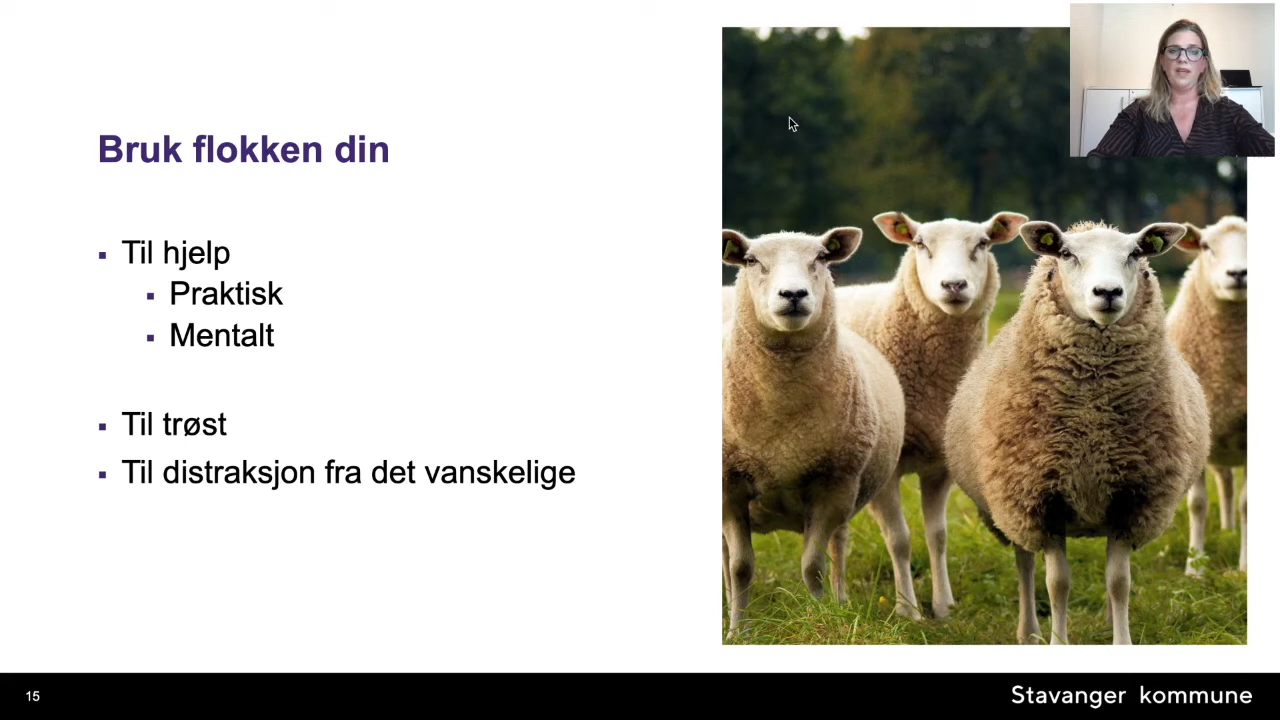 Bruk flokken din
Til hjelp
Praktisk
Mentalt
Til trøst
Til distraksjon fra det vanskelige
15
Stavanger kommune